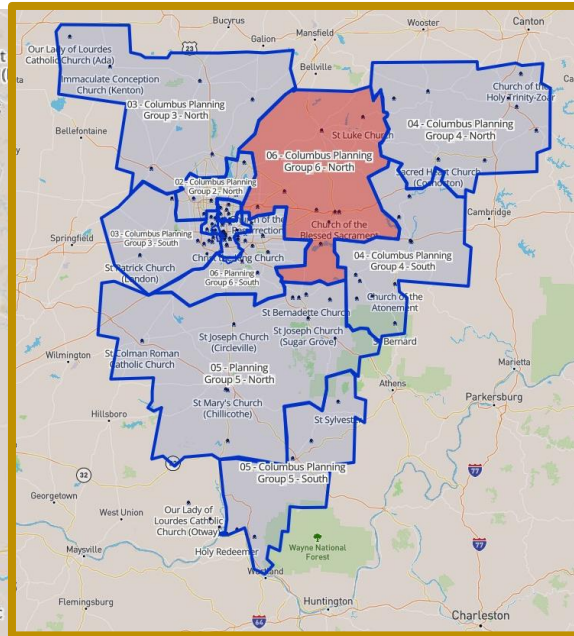 Bucyrus
Wooster
Canton
Galion
Mansfield
23
Our Lady of Lourdes
Catholic Church (Ada)
Bellville
Immaculate Conception
Church (Kenton)
Church of the
Holy Trinity-Zoar
03 - Columbus Planning
Group 3 - North
04 - Columbus Planning
Group 4 - North
Bellefontaine
St Luke Church
06 - Columbus Planning
Group 6 - North
Sacred Heart Church
02 - Columbus Planning
Group 2 - North
Cambridge
Church of the
Blessed Sacrament
Springfield
03 - Columbus Planning
Group 3 - South
St Patrick Church
(London)
06 - Planning
Group 6 - South
04 - Columbus Planning
Group 4 - South
Church of the
Atonement
St Bernadette Church
St Joseph Church
(Circleville)
St Joseph Church
(Sugar Grove)
St Bernard
Wilmington
St Colman Roman
Catholic Church
05 - Planning
Group 5 - North
Marietta
Athens
Parkersburg
Hillsboro
St Mary's Church
(Chillicothe)
St Sylvester
77
32
05 - Columbus Planning
Group 5 - South
Georgetown
West Union
Our Lady of
Lourdes Catholic
Church (Otway)
Holy Redeemer
Wayne National
Forest
77
Maysville
Flemingsburg
Huntington
64
Charleston